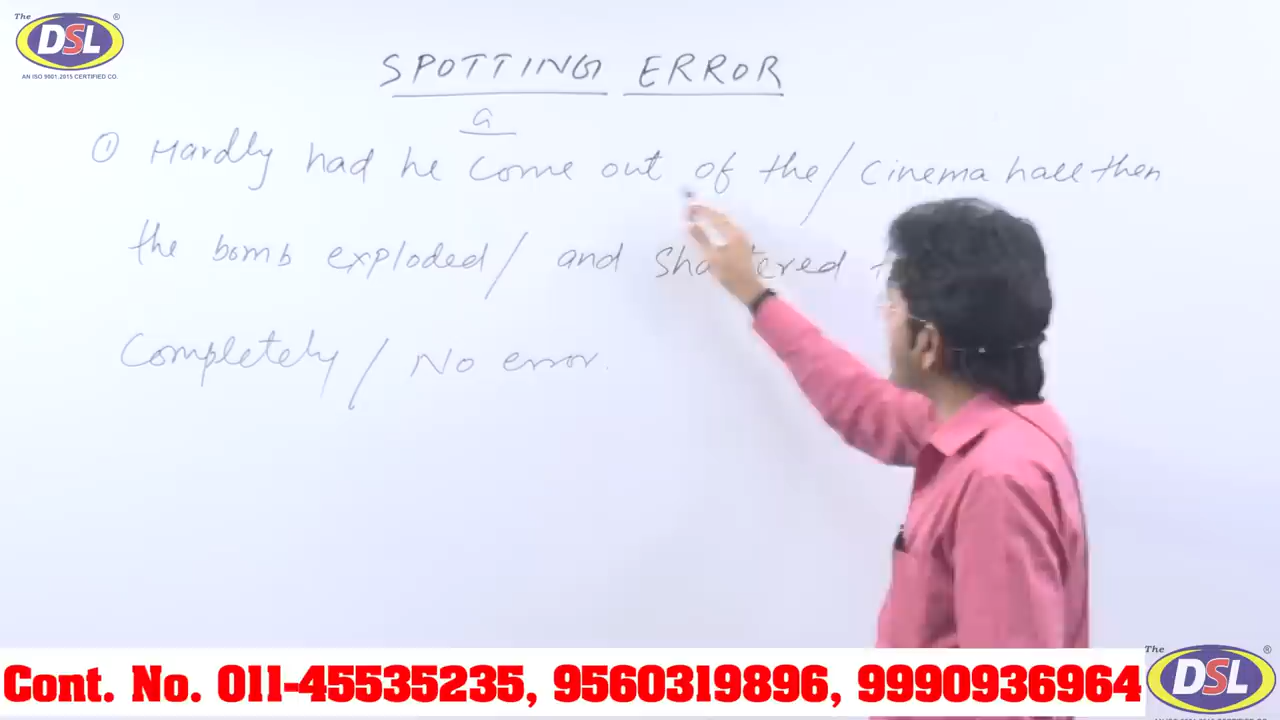 The DSL ®
AN ISO 9001:2015 CERTIFIED CO.
SPOTTING ERROR
a
① Hardly had he come out of the / cinema hall then
the bomb exploded / and
completely / No error.
Cont. No. 011-45535235, 9560319896, 9990936964
The DSL ®